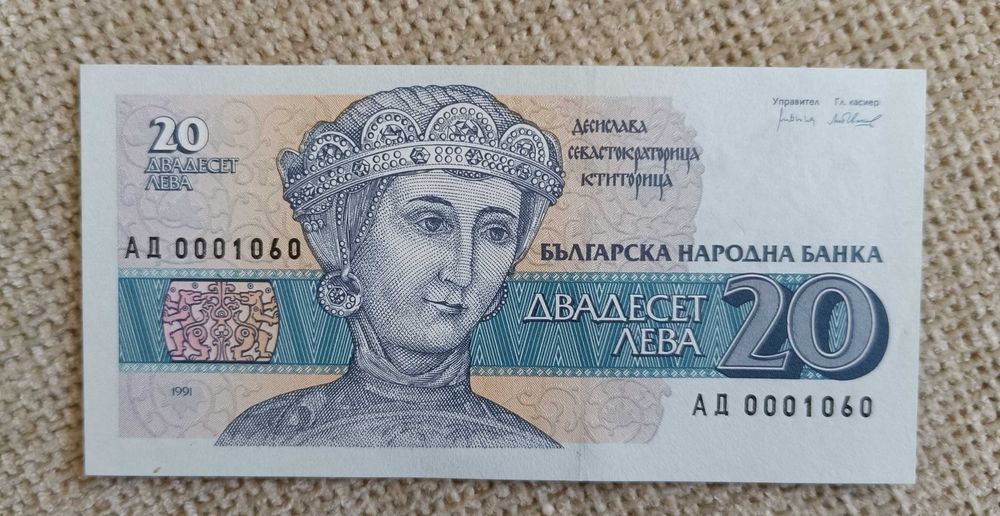 20
ДВАДЕСЕТ
ЛЕВА
Управител Гл. касиер
Десислава
севастократорица
ктиторица
АД 0001060
БЪЛГАРСКА НАРОДНА БАНКА
ДВАДЕСЕТ
ЛЕВА
20
1991
АД 0001060